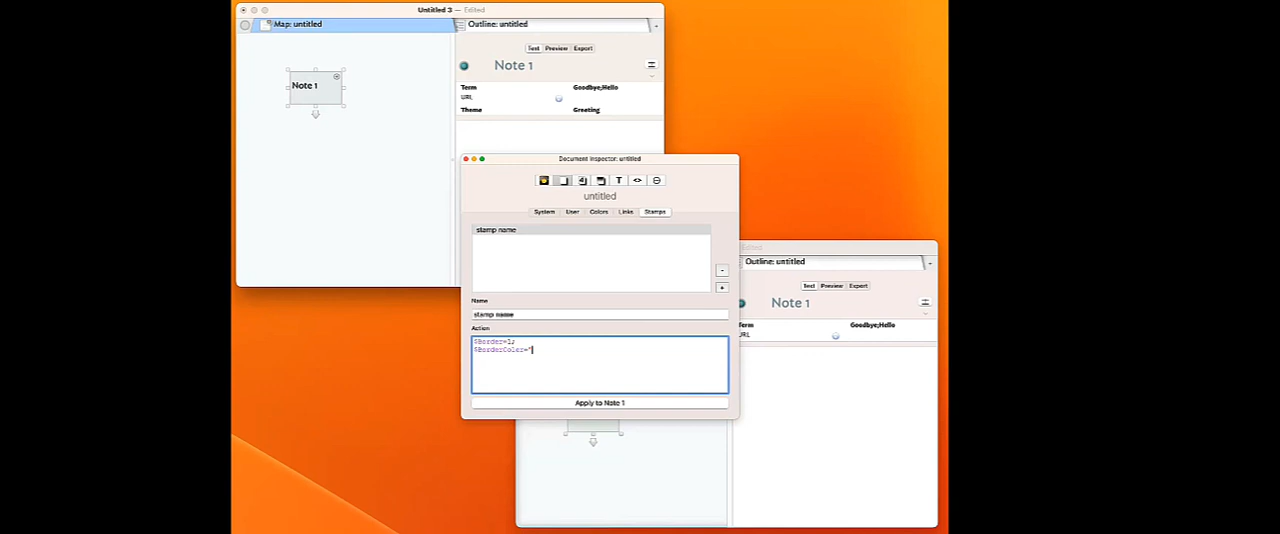 Untitled 3 — Edited
Map: untitled
Outline: untitled
Text Preview Export
Note 1
Note 1
Term Goodbye;Hello
URL
Theme Greeting
Document Inspector: untitled
untitled
System User Colors Links Stamps
stamp name
-
+
Name
stamp name
Action
$Border=1;
$BorderColor="
Apply to Note 1
Edited
Outline: untitled
Text Preview Export
Note 1
Term Goodbye;Hello
URL